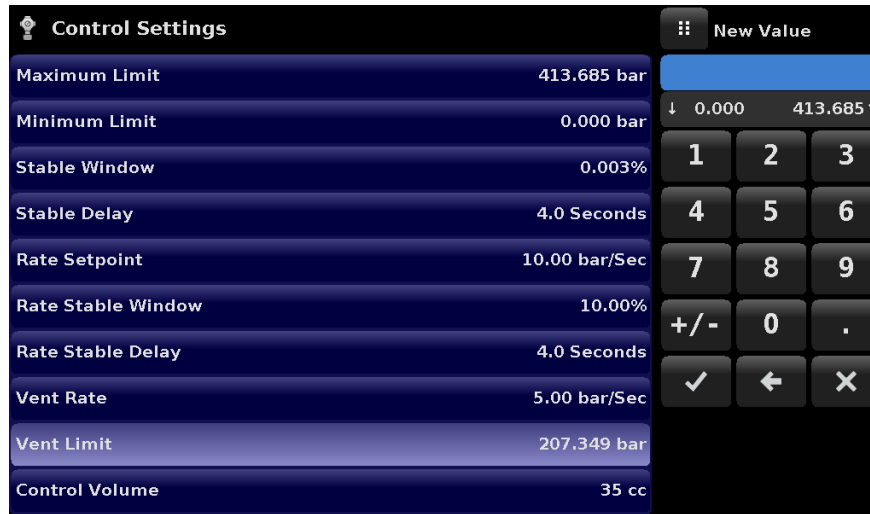 Control Settings
New Value
Maximum Limit 413.685 bar
Minimum Limit 0.000 bar
Stable Window 0.003%
Stable Delay 4.0 Seconds
Rate Setpoint 10.00 bar/Sec
Rate Stable Window 10.00%
Rate Stable Delay 4.0 Seconds
Vent Rate 5.00 bar/Sec
Vent Limit 207.349 bar
Control Volume 35 cc
↓ 0.000 413.685
1 2 3
4 5 6
7 8 9
+/- 0 .